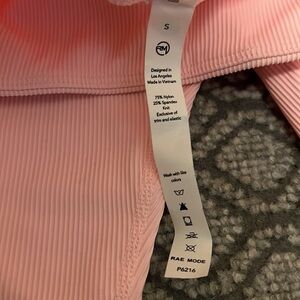 S
RM
Designed in
Los Angeles
Made in Vietnam
75% Nylon
25% Spandex
Knit
Exclusive of
trim and elastic
Wash with like
colors
RAE MODE
P6216